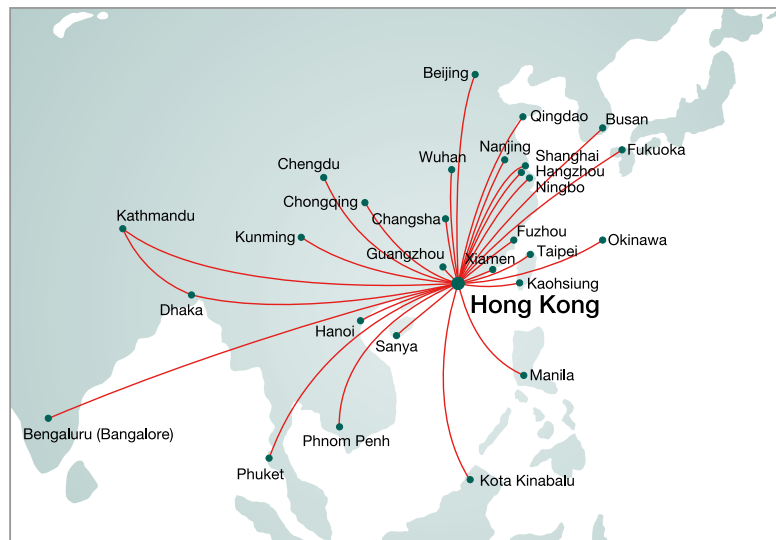 Beijing
Qingdao
Busan
Nanjing
Shanghai
Fukuoka
Wuhan
Hangzhou
Chengdu
Ningbo
Chongqing
Kathmandu
Changsha
Kunming
Fuzhou
Okinawa
Guangzhou
Xiamen
Taipei
Kaohsiung
Dhaka
Hong Kong
Hanoi
Sanya
Manila
Bengaluru (Bangalore)
Phnom Penh
Phuket
Kota Kinabalu